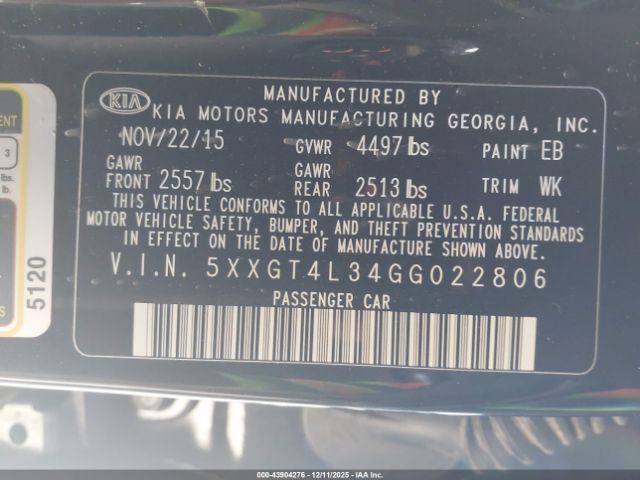 MANUFACTURED BY
KIA KIA MOTORS MANUFACTURING GEORGIA, INC.
NOV/22/15 GVWR 4497 lbs PAINT EB
GAWR FRONT 2557 lbs GAWR REAR 2513 lbs TRIM WK
THIS VEHICLE CONFORMS TO ALL APPLICABLE U.S.A. FEDERAL
MOTOR VEHICLE SAFETY, BUMPER, AND THEFT PREVENTION STANDARDS
IN EFFECT ON THE DATE OF MANUFACTURE SHOWN ABOVE.
V.I.N. 5XXGT4L34GG022806
PASSENGER CAR
3
lbs.
lb.
5120
000-43904276 - 12/11/2025 - IAA Inc.